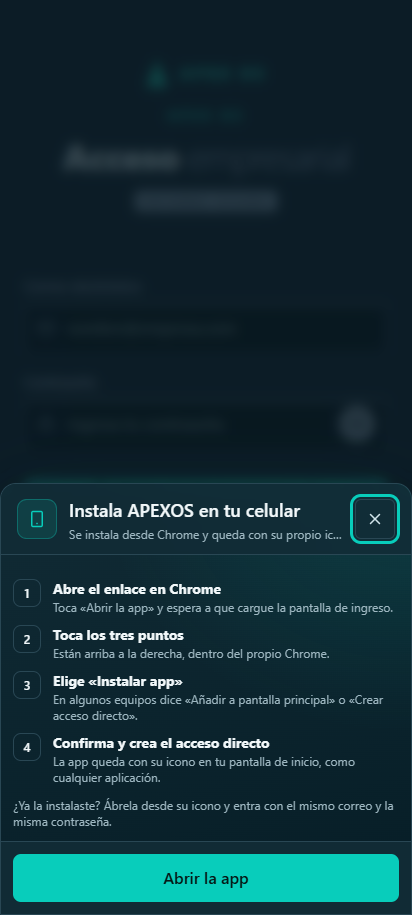 Instala APEXOS en tu celular
Se instala desde Chrome y queda con su propio ic...
1
Abre el enlace en Chrome
Toca «Abrir la app» y espera a que cargue la pantalla de ingreso.
2
Toca los tres puntos
Están arriba a la derecha, dentro del propio Chrome.
3
Elige «Instalar app»
En algunos equipos dice «Añadir a pantalla principal» o «Crear
acceso directo».
4
Confirma y crea el acceso directo
La app queda con su icono en tu pantalla de inicio, como
cualquier aplicación.
¿Ya la instalaste? Ábrela desde su icono y entra con el mismo correo y la
misma contraseña.
Abrir la app